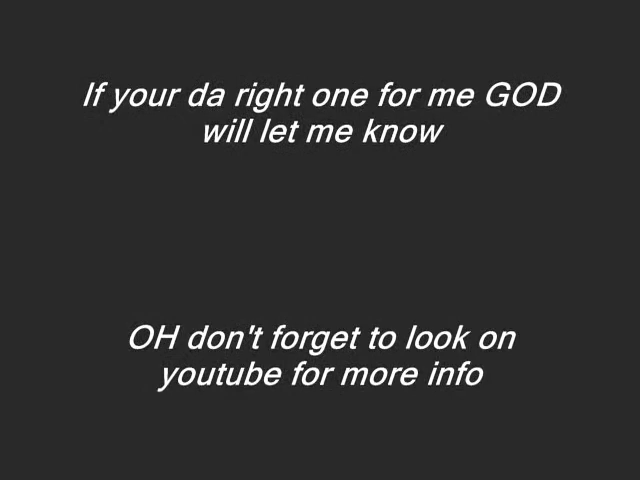 If your da right one for me GOD
will let me know
OH don't forget to look on
youtube for more info